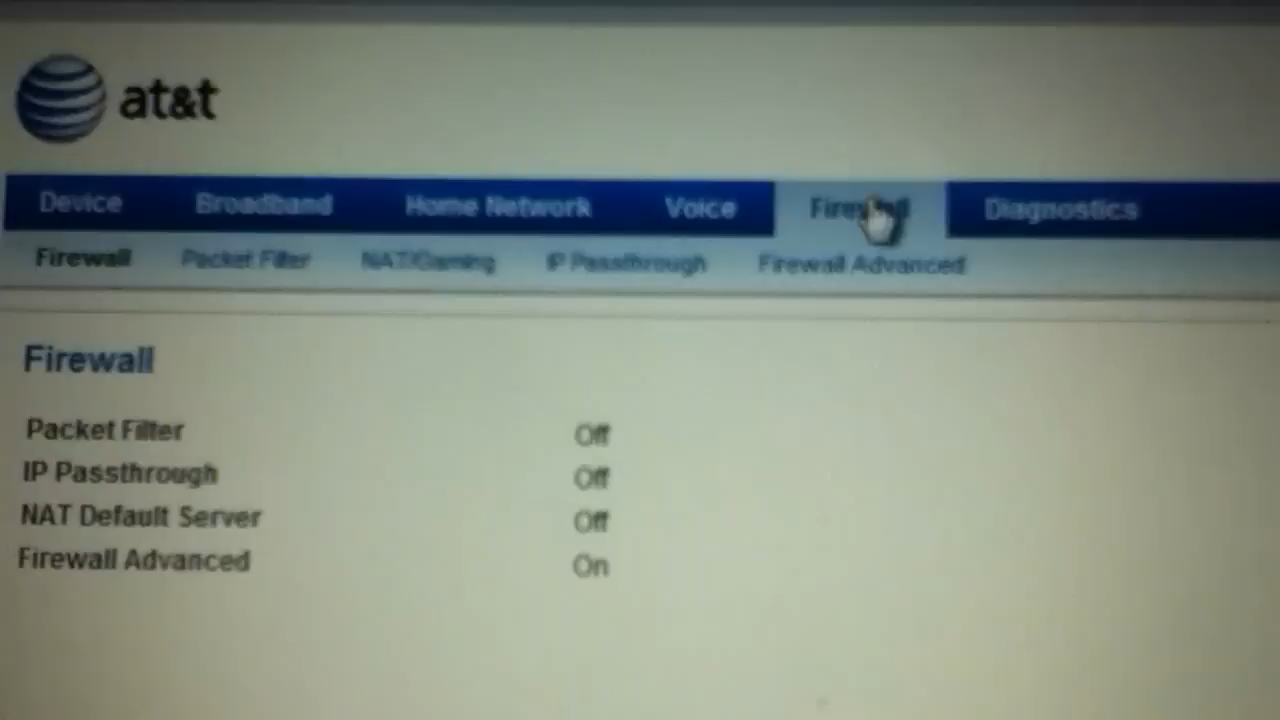 at&t
Device Broadband Home Network Voice Firewall Diagnostics
Firewall Packet Filter NAT/Gaming IP Passthrough Firewall Advanced
Firewall
Packet Filter Off
IP Passthrough Off
NAT Default Server Off
Firewall Advanced On